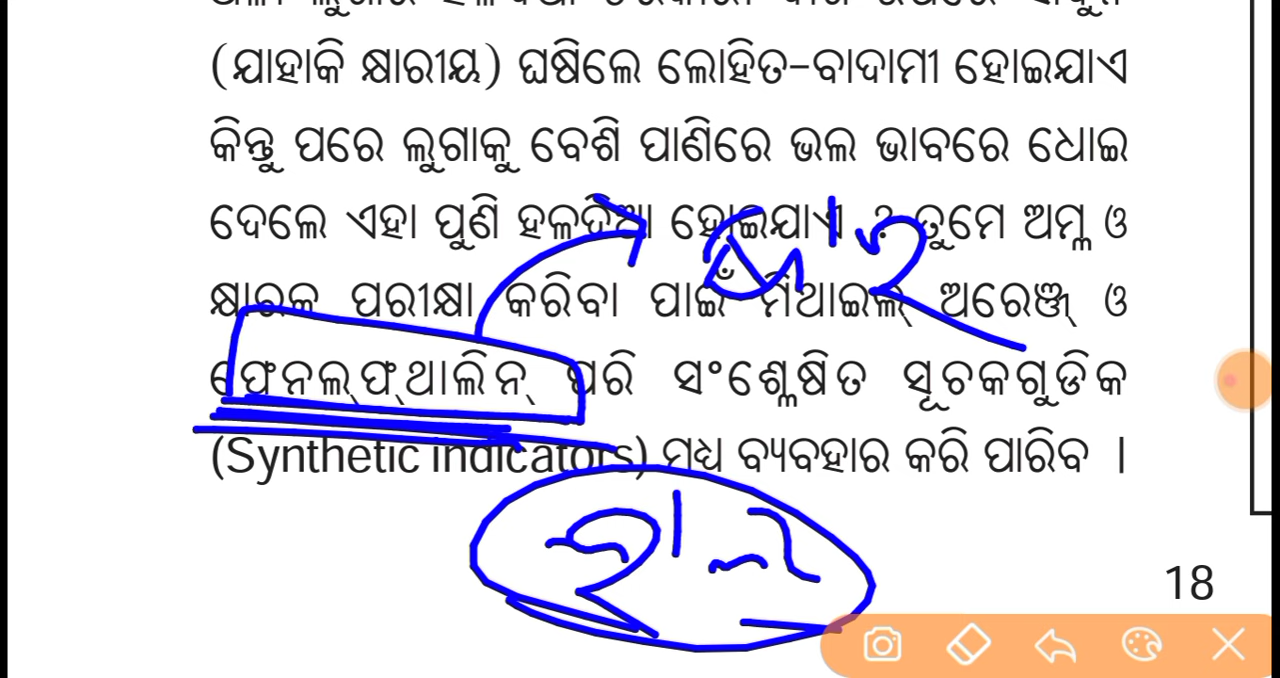 (ଯାହାକି କ୍ଷାରୀୟ) ଘଷିଲେ ଲୋହିତ-ବାଦାମୀ ହୋଇଯାଏ
କିନ୍ତୁ ପରେ ଲୁଗାକୁ ବେଶି ପାଣିରେ ଭଲ ଭାବରେ ଧୋଇ
ଦେଲେ ଏହା ପୁଣି ହଳଦିଆ ହୋଇଯାଏ ? ତୁମେ ଅମ୍ଳ ଓ
କ୍ଷାରକ ପରୀକ୍ଷା କରିବା ପାଇଁ ମିଥାଇଲ୍ ଅରେଞ୍ଜ୍ ଓ
ଫେନଲ୍‌ଫ୍‌ଥାଲିନ୍ ପରି ସଂଶ୍ଳେଷିତ ସୂଚକଗୁଡିକ
(Synthetic indicators) ମଧ୍ୟ ବ୍ୟବହାର କରି ପାରିବ ।
18